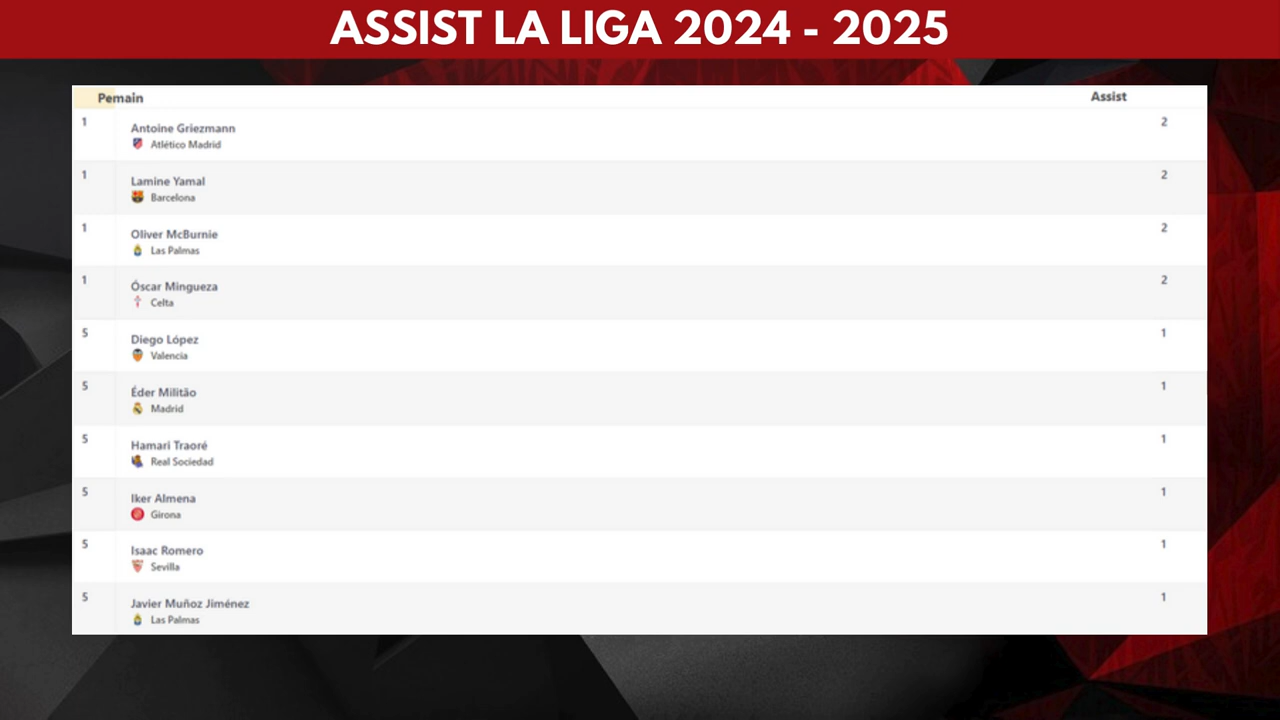 ASSIST LA LIGA 2024 - 2025
Pemain Assist
1 Antoine Griezmann 2
Atlético Madrid
1 Lamine Yamal 2
Barcelona
1 Oliver McBurnie 2
Las Palmas
1 Óscar Mingueza 2
Celta
5 Diego López 1
Valencia
5 Éder Militão 1
Madrid
5 Hamari Traoré 1
Real Sociedad
5 Iker Almena 1
Girona
5 Isaac Romero 1
Sevilla
5 Javier Muñoz Jiménez 1
Las Palmas